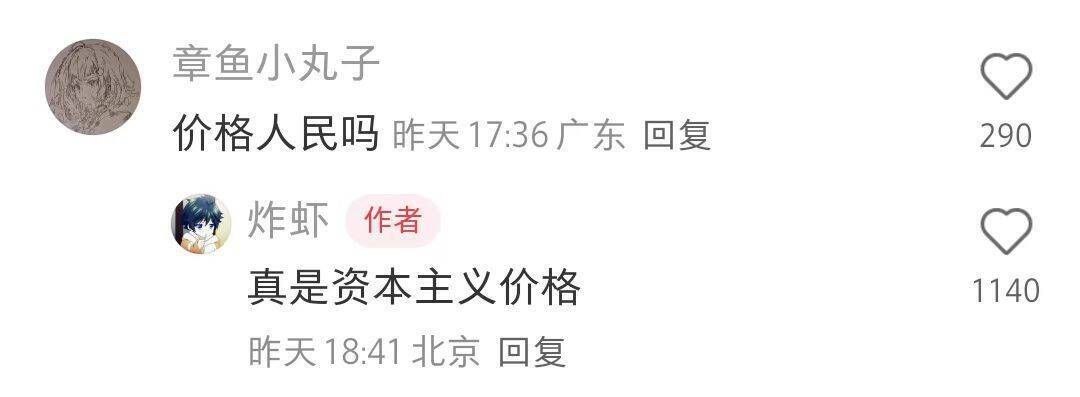 章鱼小丸子
价格人民吗 昨天 17:36 广东 回复
290
炸虾 作者
真是资本主义价格
1140
昨天 18:41 北京 回复